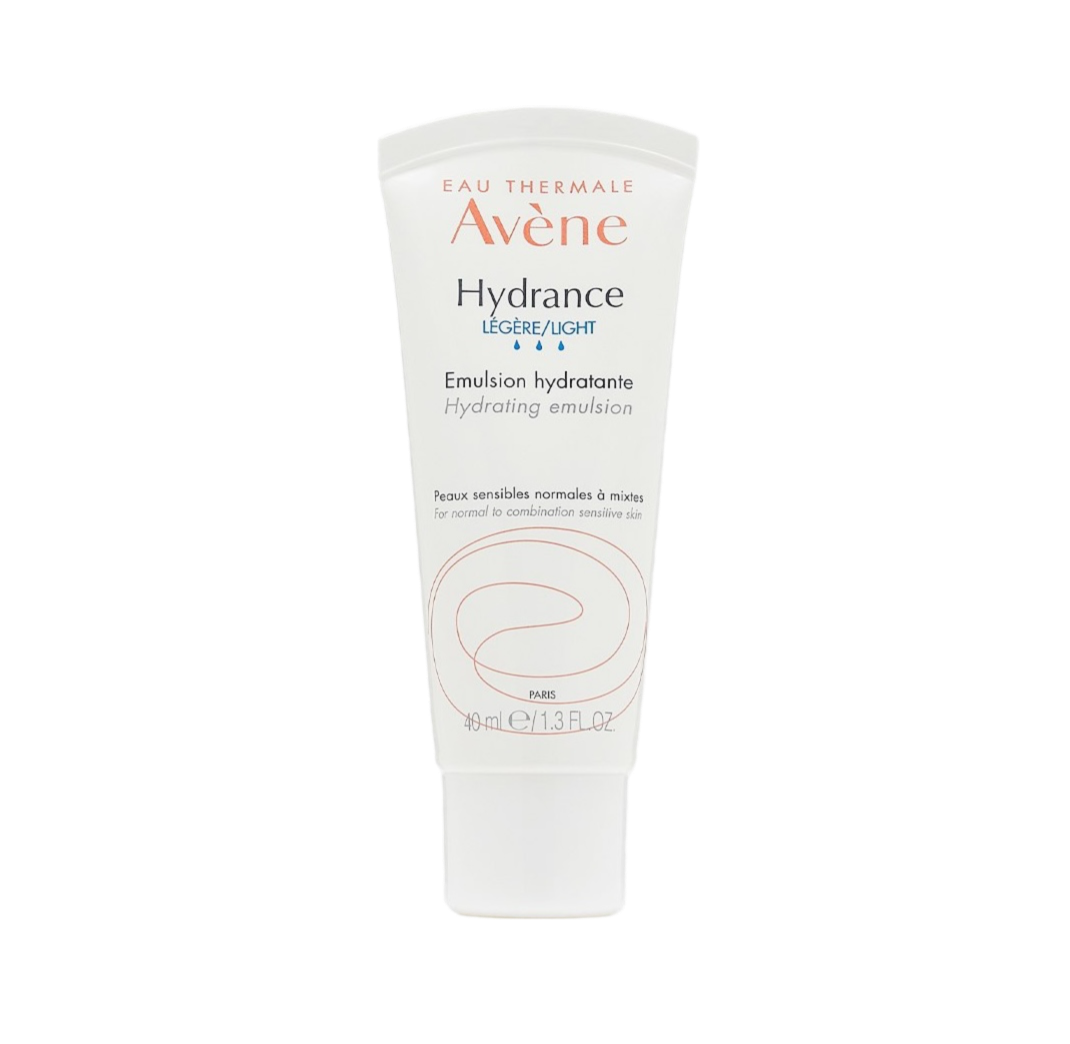 EAU THERMALE
Avène
Hydrance
LÉGÈRE/LIGHT
Emulsion hydratante
Hydrating emulsion
Peaux sensibles normales à mixtes
For normal to combination sensitive skin
PARIS
40 ml ℮/1.3 FL.OZ.